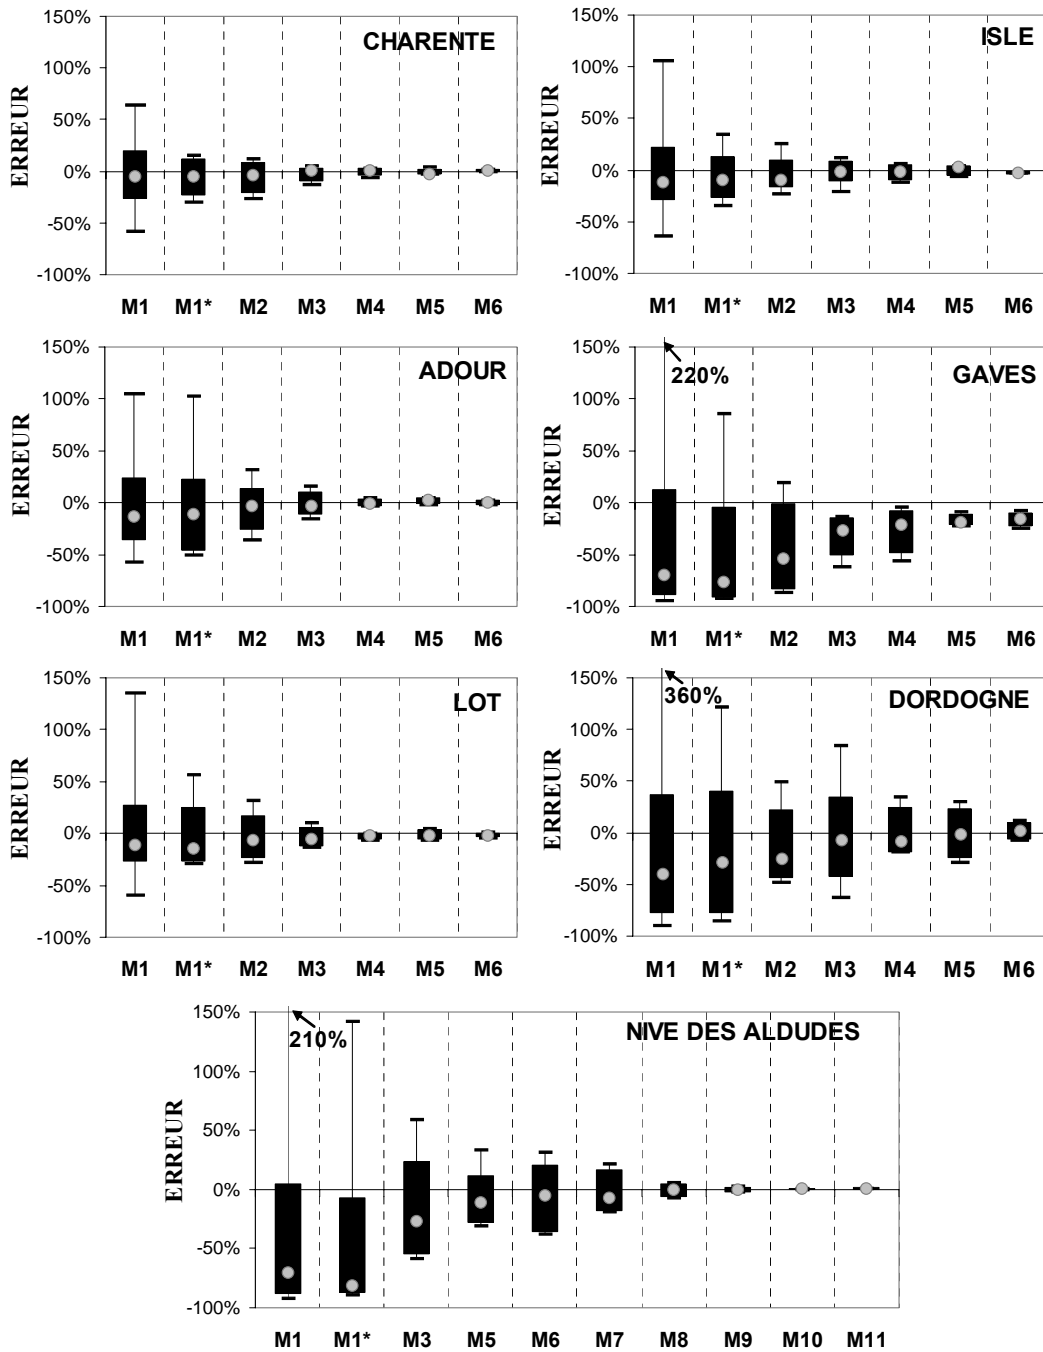 CHARENTE
ERREUR
150%
100%
50%
0%
-50%
-100%
M1 M1* M2 M3 M4 M5 M6
ISLE
ERREUR
150%
100%
50%
0%
-50%
-100%
M1 M1* M2 M3 M4 M5 M6
ADOUR
ERREUR
150%
100%
50%
0%
-50%
-100%
M1 M1* M2 M3 M4 M5 M6
GAVES
220%
ERREUR
150%
100%
50%
0%
-50%
-100%
M1 M1* M2 M3 M4 M5 M6
LOT
ERREUR
150%
100%
50%
0%
-50%
-100%
M1 M1* M2 M3 M4 M5 M6
DORDOGNE
360%
ERREUR
150%
100%
50%
0%
-50%
-100%
M1 M1* M2 M3 M4 M5 M6
NIVE DES ALDUDES
210%
ERREUR
150%
100%
50%
0%
-50%
-100%
M1 M1* M3 M5 M6 M7 M8 M9 M10 M11